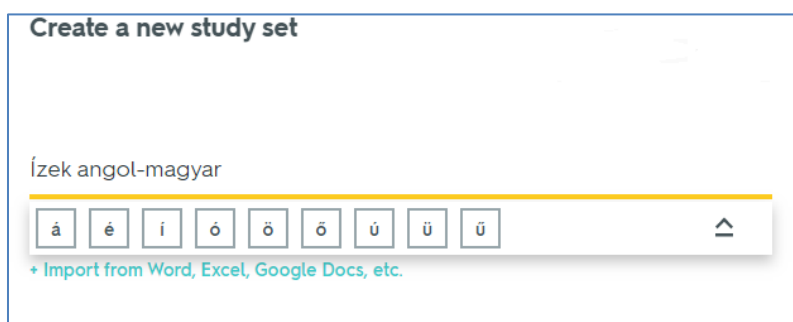 Create a new study set
Ízek angol-magyar
á é í ó ö ő ú ü ű
+ Import from Word, Excel, Google Docs, etc.